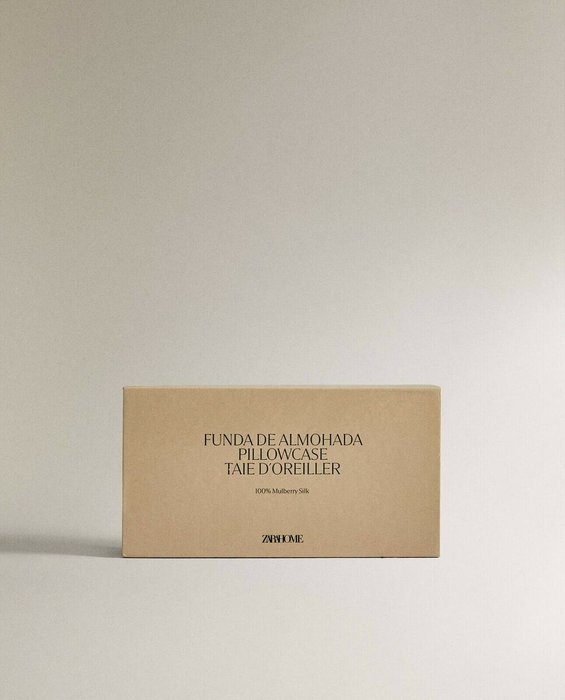 FUNDA DE ALMOHADA
PILLOWCASE
TAIE D'OREILLER
100% Mulberry Silk
ZARAHOME